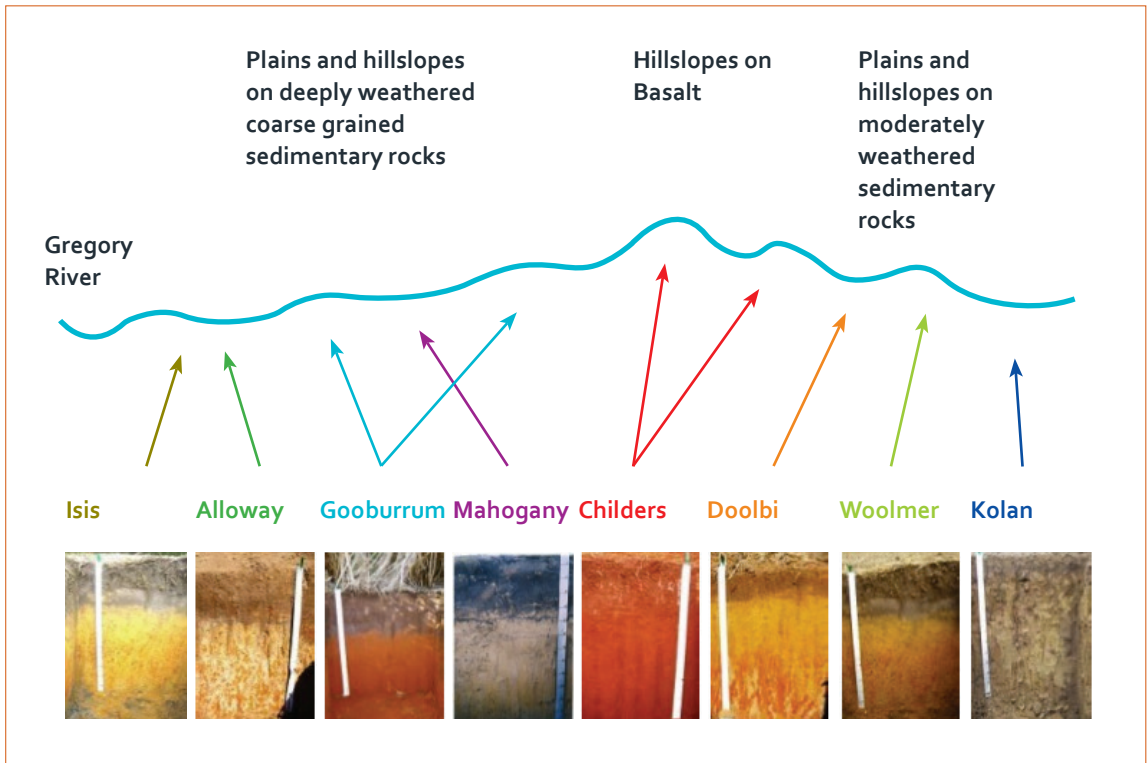 Plains and hillslopes
on deeply weathered
coarse grained
sedimentary rocks
Hillslopes on
Basalt
Plains and
hillslopes on
moderately
weathered
sedimentary
rocks
Gregory
River
Isis
Alloway
Gooburrum
Mahogany
Childers
Doolbi
Woolmer
Kolan